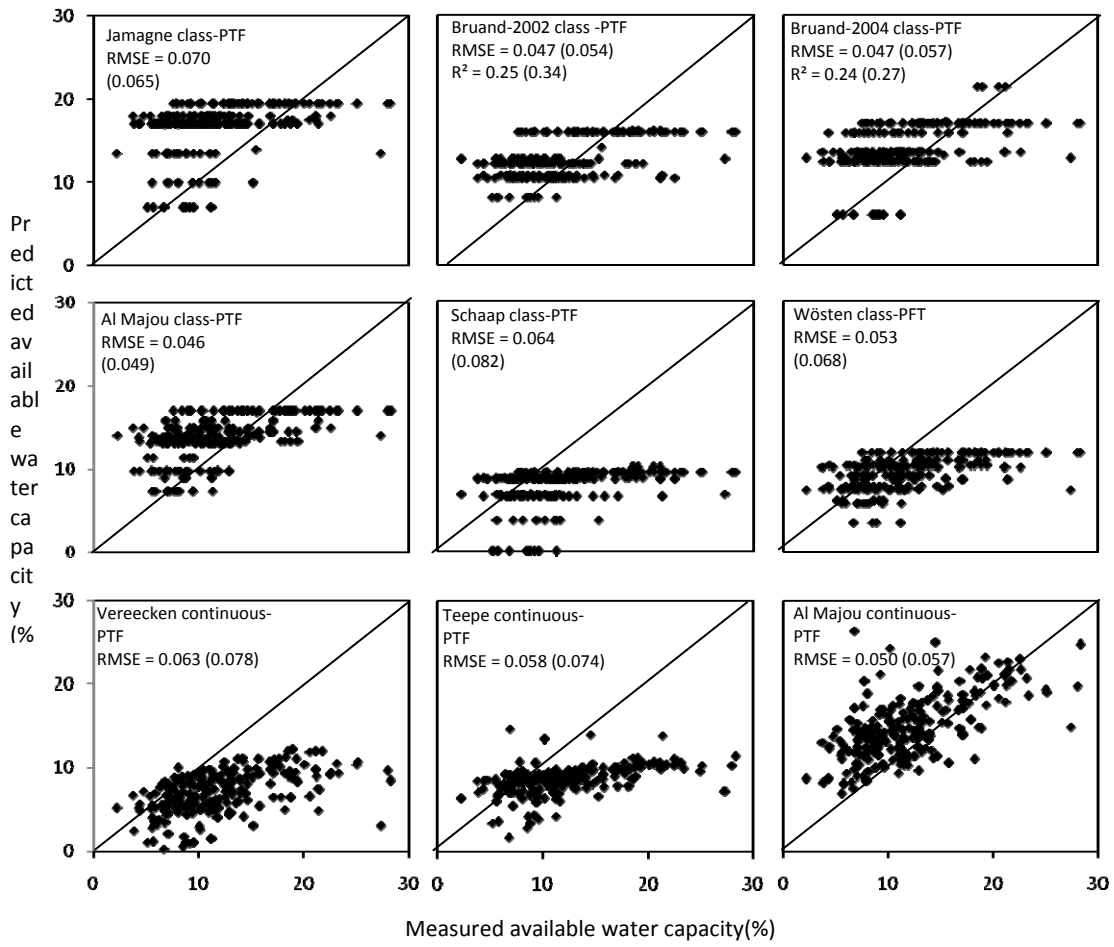 Jamagne class-PTF
RMSE = 0.070
(0.065)
Bruand-2002 class -PTF
RMSE = 0.047 (0.054)
R² = 0.25 (0.34)
Bruand-2004 class-PTF
RMSE = 0.047 (0.057)
R² = 0.24 (0.27)
30
20
10
0
Al Majou class-PTF
RMSE = 0.046
(0.049)
Schaap class-PTF
RMSE = 0.064
(0.082)
Wösten class-PFT
RMSE = 0.053
(0.068)
30
20
10
0
Vereecken continuous-
PTF
RMSE = 0.063 (0.078)
Teepe continuous-
PTF
RMSE = 0.058 (0.074)
Al Majou continuous-
PTF
RMSE = 0.050 (0.057)
30
20
10
0
0 10 20 30
0 10 20 30
0 10 20 30
Pr
ed
ict
ed
av
ail
abl
e
wa
ter
ca
pa
cit
y
(%
Measured available water capacity(%)